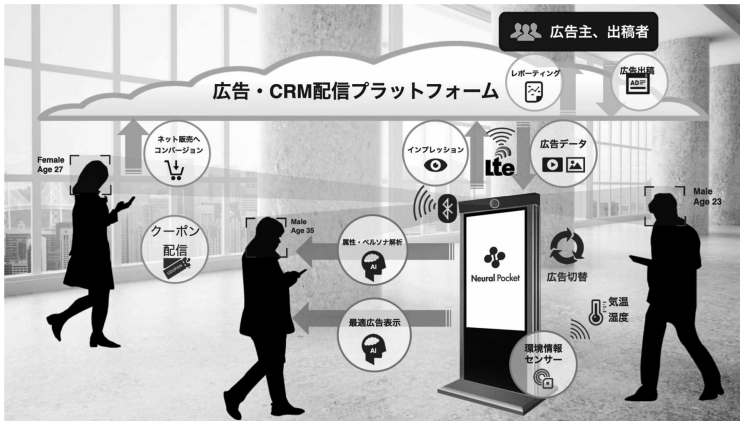 広告主、出稿者
レポーティング
広告出稿
AD
広告・CRM配信プラットフォーム
ネット販売へ
コンバージョン
インプレッション
Lte
広告データ
Female
Age 27
Male
Age 35
Male
Age 23
クーポン
配信
COUPON
属性・ペルソナ解析
AI
Neural Pocket
広告切替
気温
湿度
最適広告表示
AI
環境情報
センサー